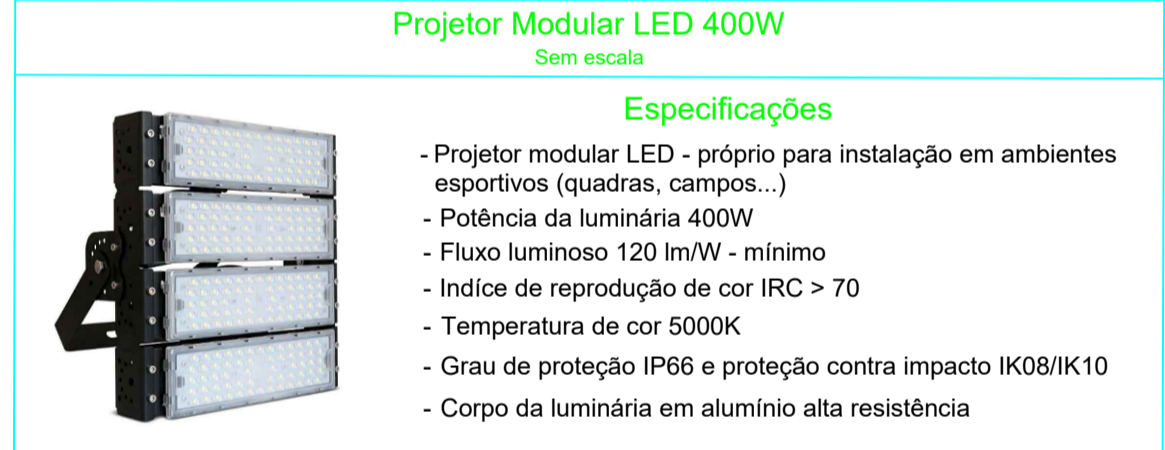 Projetor Modular LED 400W
Sem escala
Especificações
- Projetor modular LED - próprio para instalação em ambientes
esportivos (quadras, campos...)
- Potência da luminária 400W
- Fluxo luminoso 120 lm/W - mínimo
- Indíce de reprodução de cor IRC > 70
- Temperatura de cor 5000K
- Grau de proteção IP66 e proteção contra impacto IK08/IK10
- Corpo da luminária em alumínio alta resistência